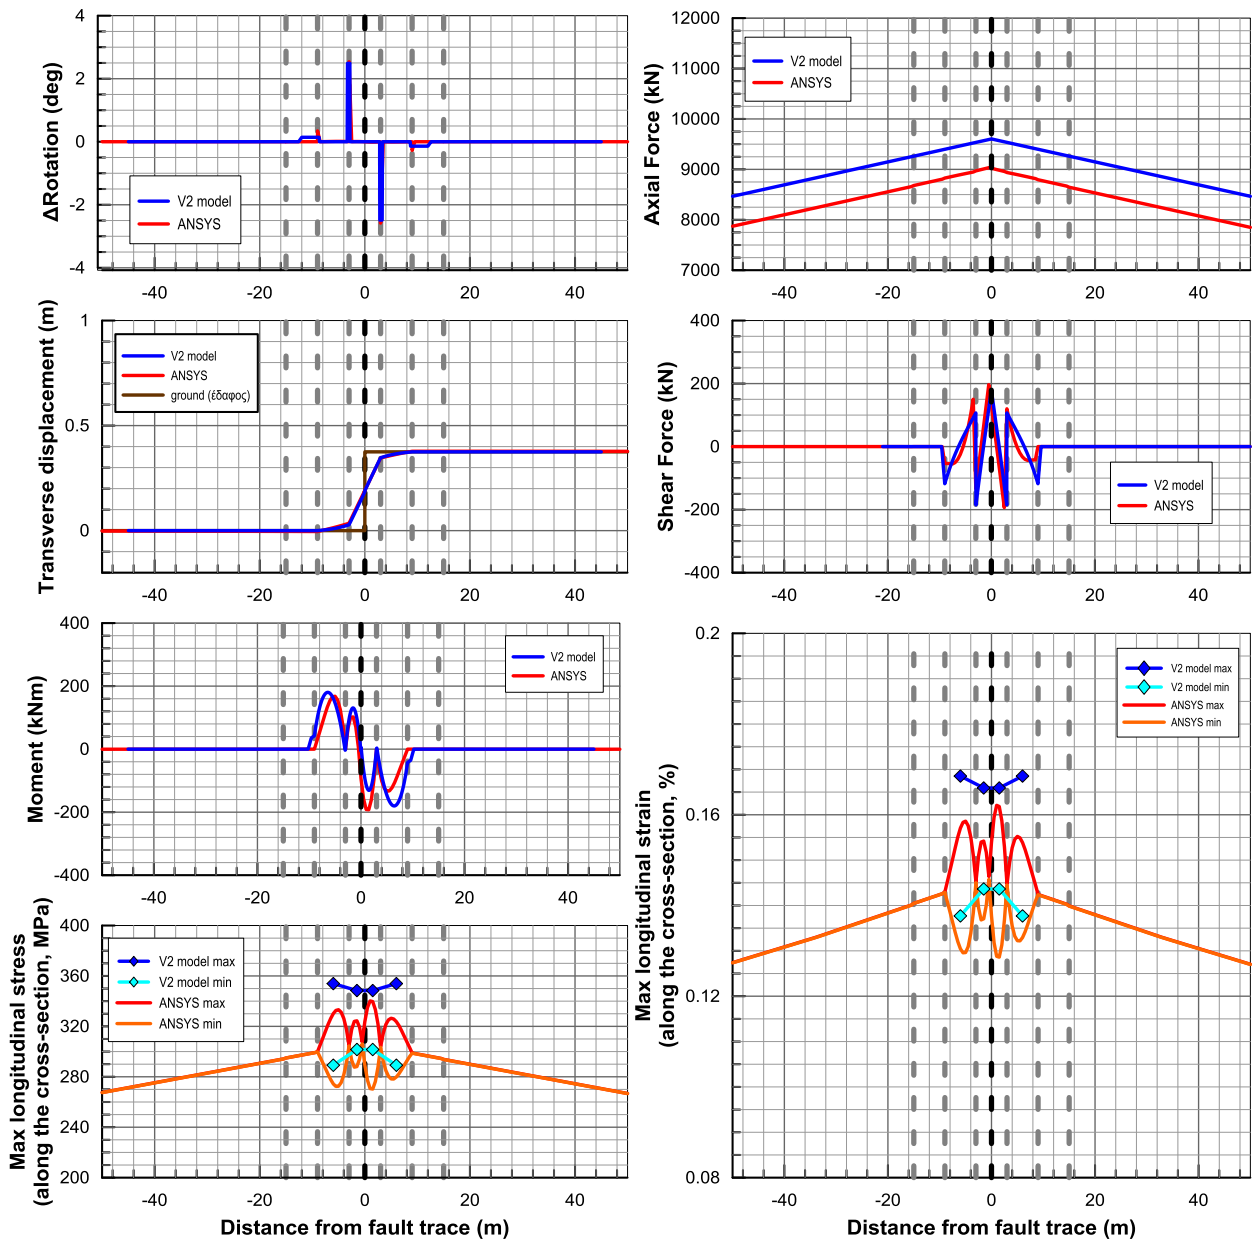 4
2
0
-2
-4
ΔRotation (deg)
V2 model
ANSYS
-40
-20
0
20
40
12000
11000
10000
9000
8000
7000
Axial Force (kN)
V2 model
ANSYS
-40
-20
0
20
40
1
0.5
0
Transverse displacement (m)
V2 model
ANSYS
ground (έδαφος)
-40
-20
0
20
40
400
200
0
-200
-400
Shear Force (kN)
V2 model
ANSYS
-40
-20
0
20
40
400
200
0
-200
-400
Moment (kNm)
V2 model
ANSYS
-40
-20
0
20
40
400
360
320
280
240
200
Max longitudinal stress
(along the cross-section, MPa)
V2 model max
V2 model min
ANSYS max
ANSYS min
-40
-20
0
20
40
Distance from fault trace (m)
0.2
0.16
0.12
0.08
Max longitudinal strain
(along the cross-section, %)
V2 model max
V2 model min
ANSYS max
ANSYS min
-40
-20
0
20
40
Distance from fault trace (m)